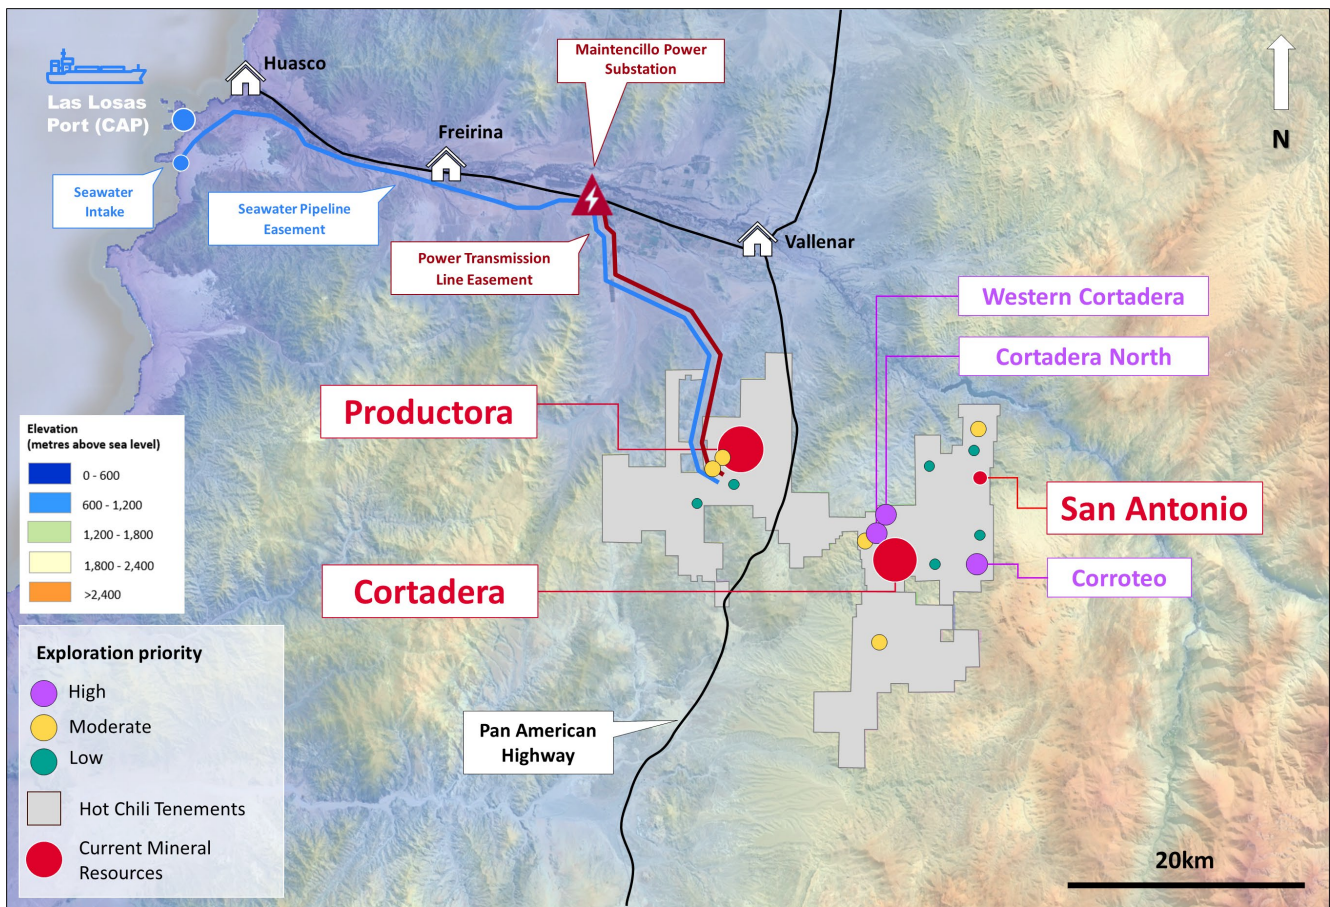 Huasco
Las Losas
Port (CAP)
Maintencillo Power
Substation
Freirina
N
Seawater
Intake
Seawater Pipeline
Easement
Power Transmission
Line Easement
Vallenar
Western Cortadera
Cortadera North
Productora
San Antonio
Corroteo
Cortadera
Elevation
(metres above sea level)
0 - 600
600 - 1,200
1,200 - 1,800
1,800 - 2,400
>2,400
Exploration priority
High
Moderate
Low
Hot Chili Tenements
Current Mineral
Resources
Pan American
Highway
20km